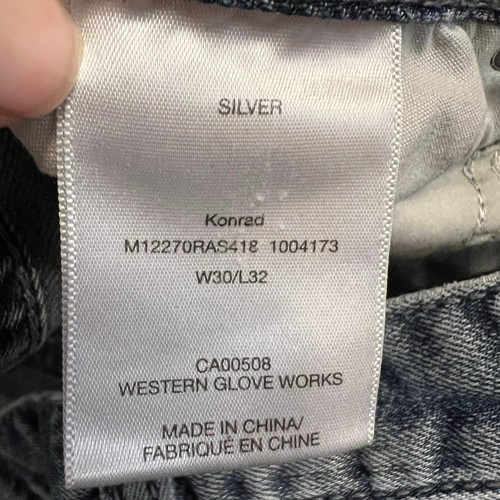 SILVER
Konrad
M12270RAS418 1004173
W30/L32
CA00508
WESTERN GLOVE WORKS
MADE IN CHINA/
FABRIQUÉ EN CHINE